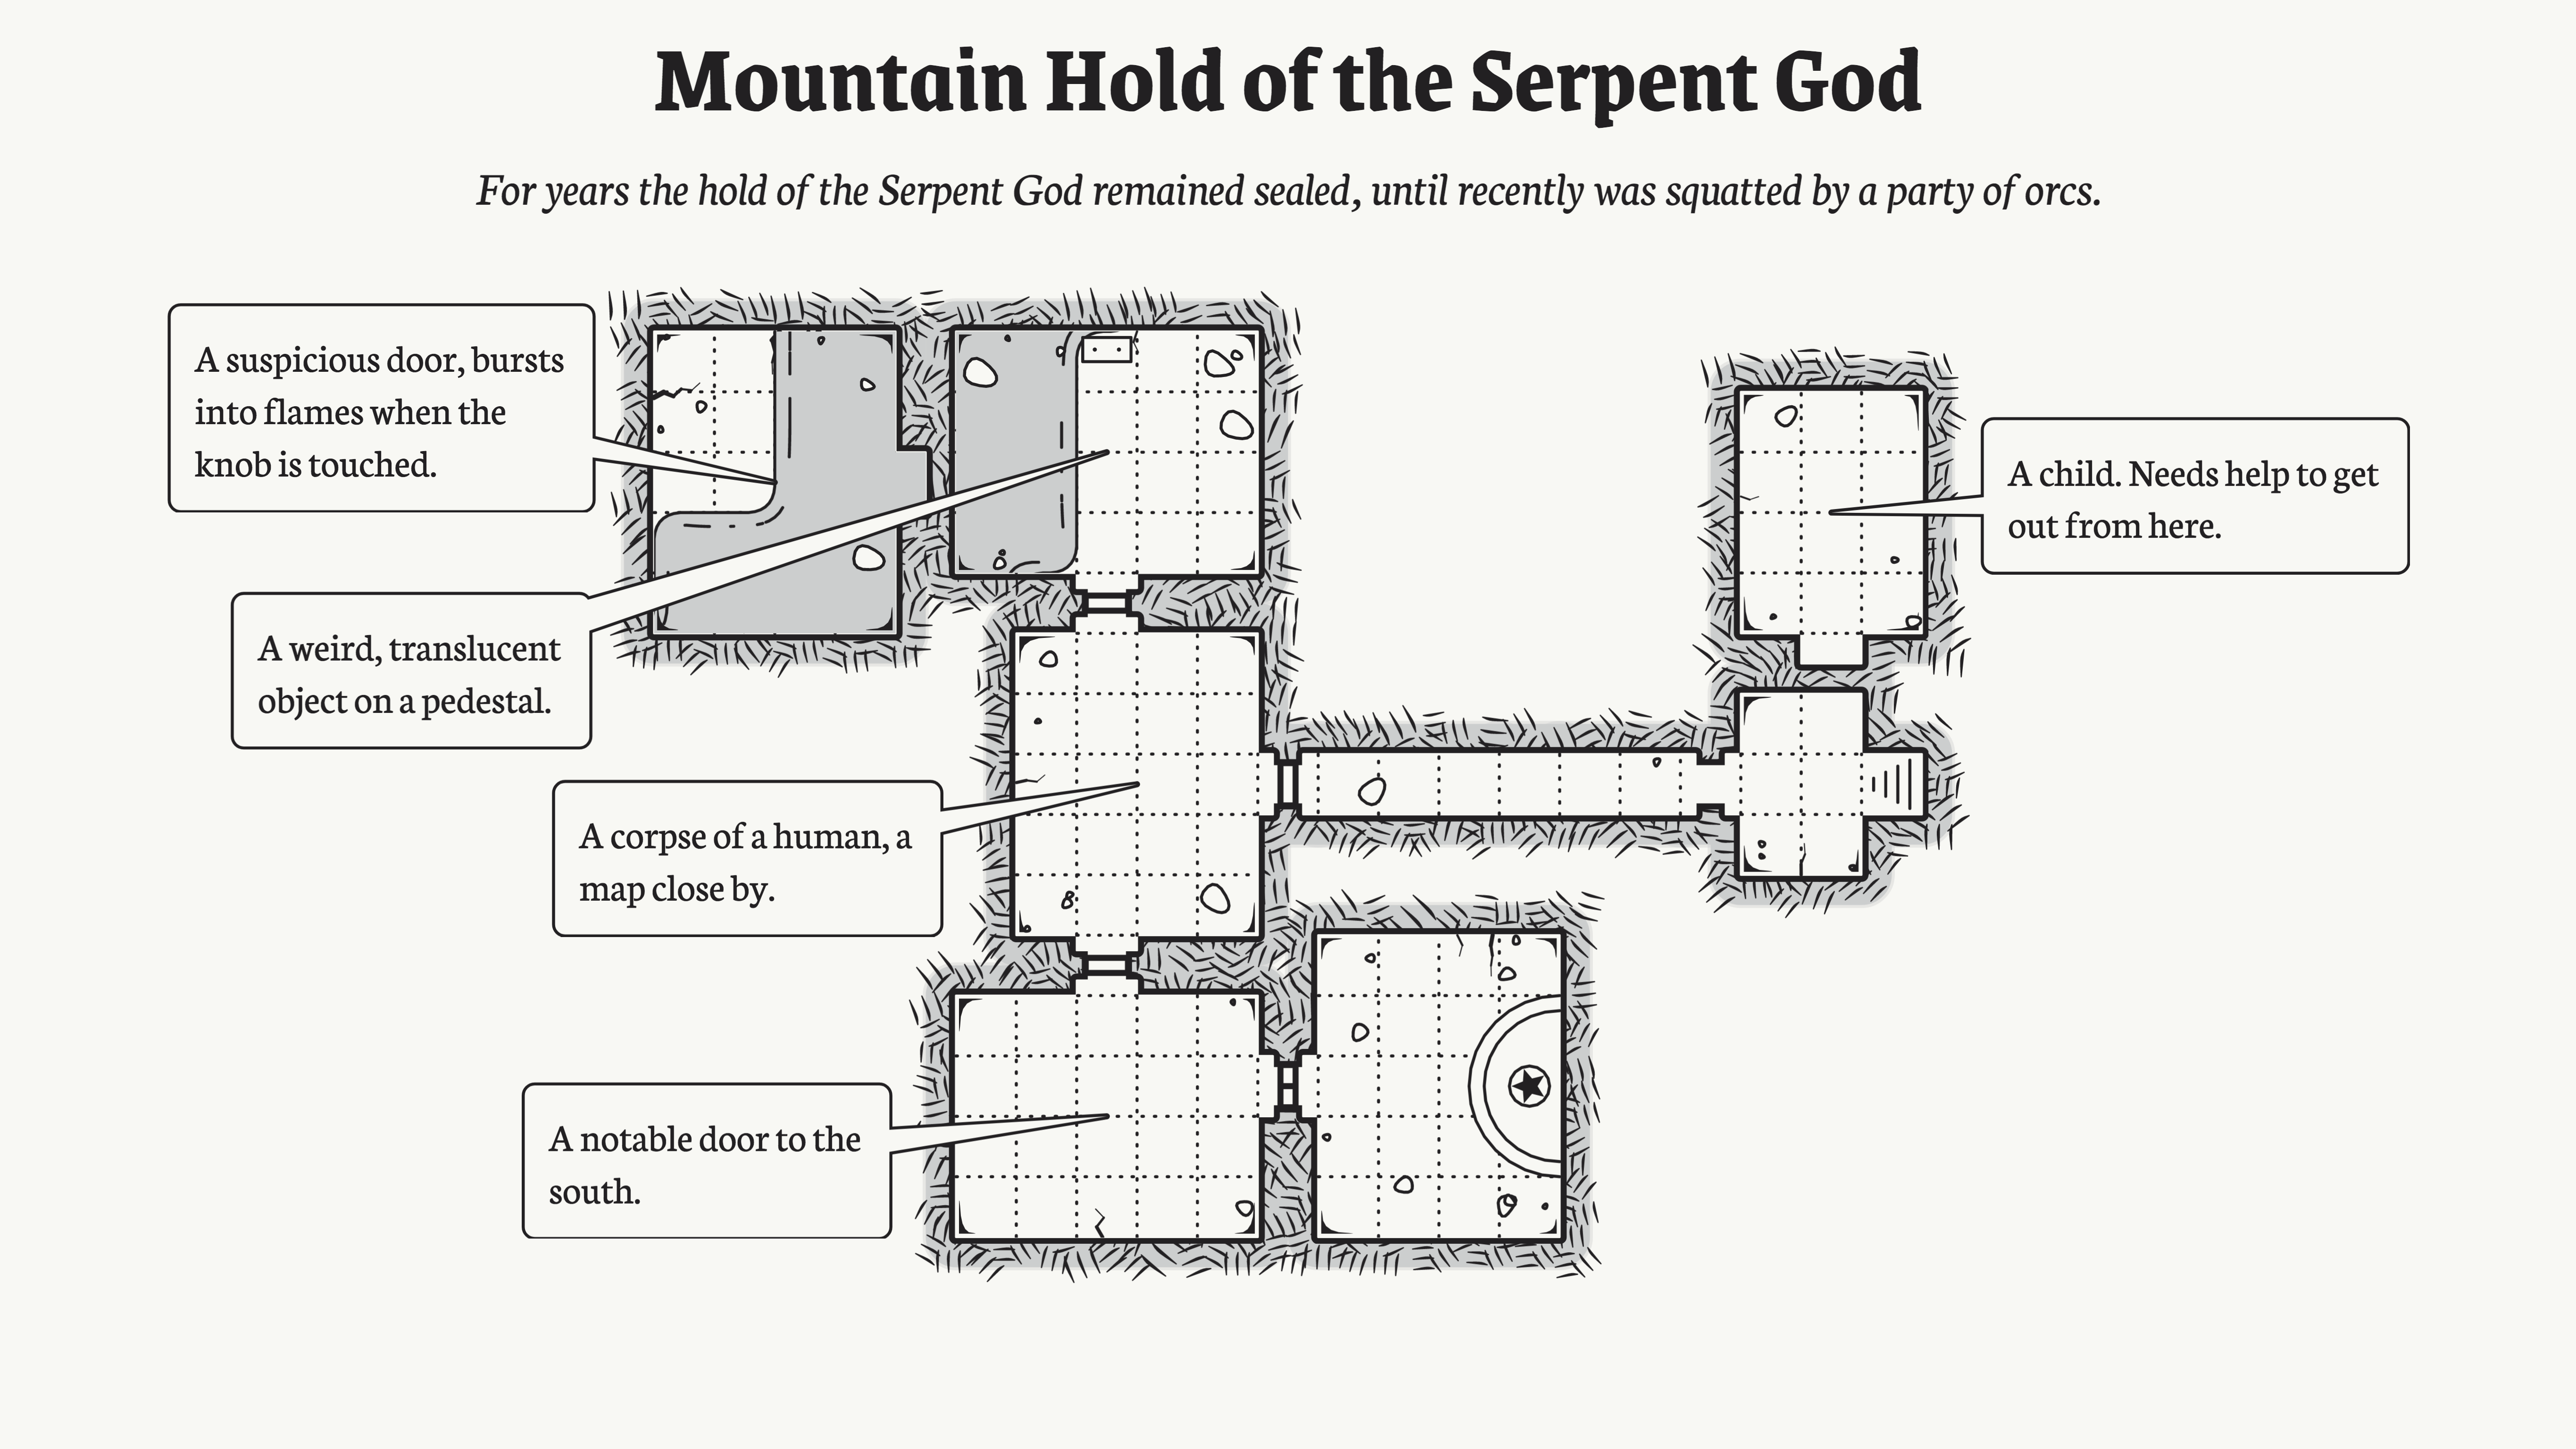 Mountain Hold of the Serpent God
For years the hold of the Serpent God remained sealed, until recently was squatted by a party of orcs.
A suspicious door, bursts
into flames when the
knob is touched.
A child. Needs help to get
out from here.
A weird, translucent
object on a pedestal.
A corpse of a human, a
map close by.
A notable door to the
south.